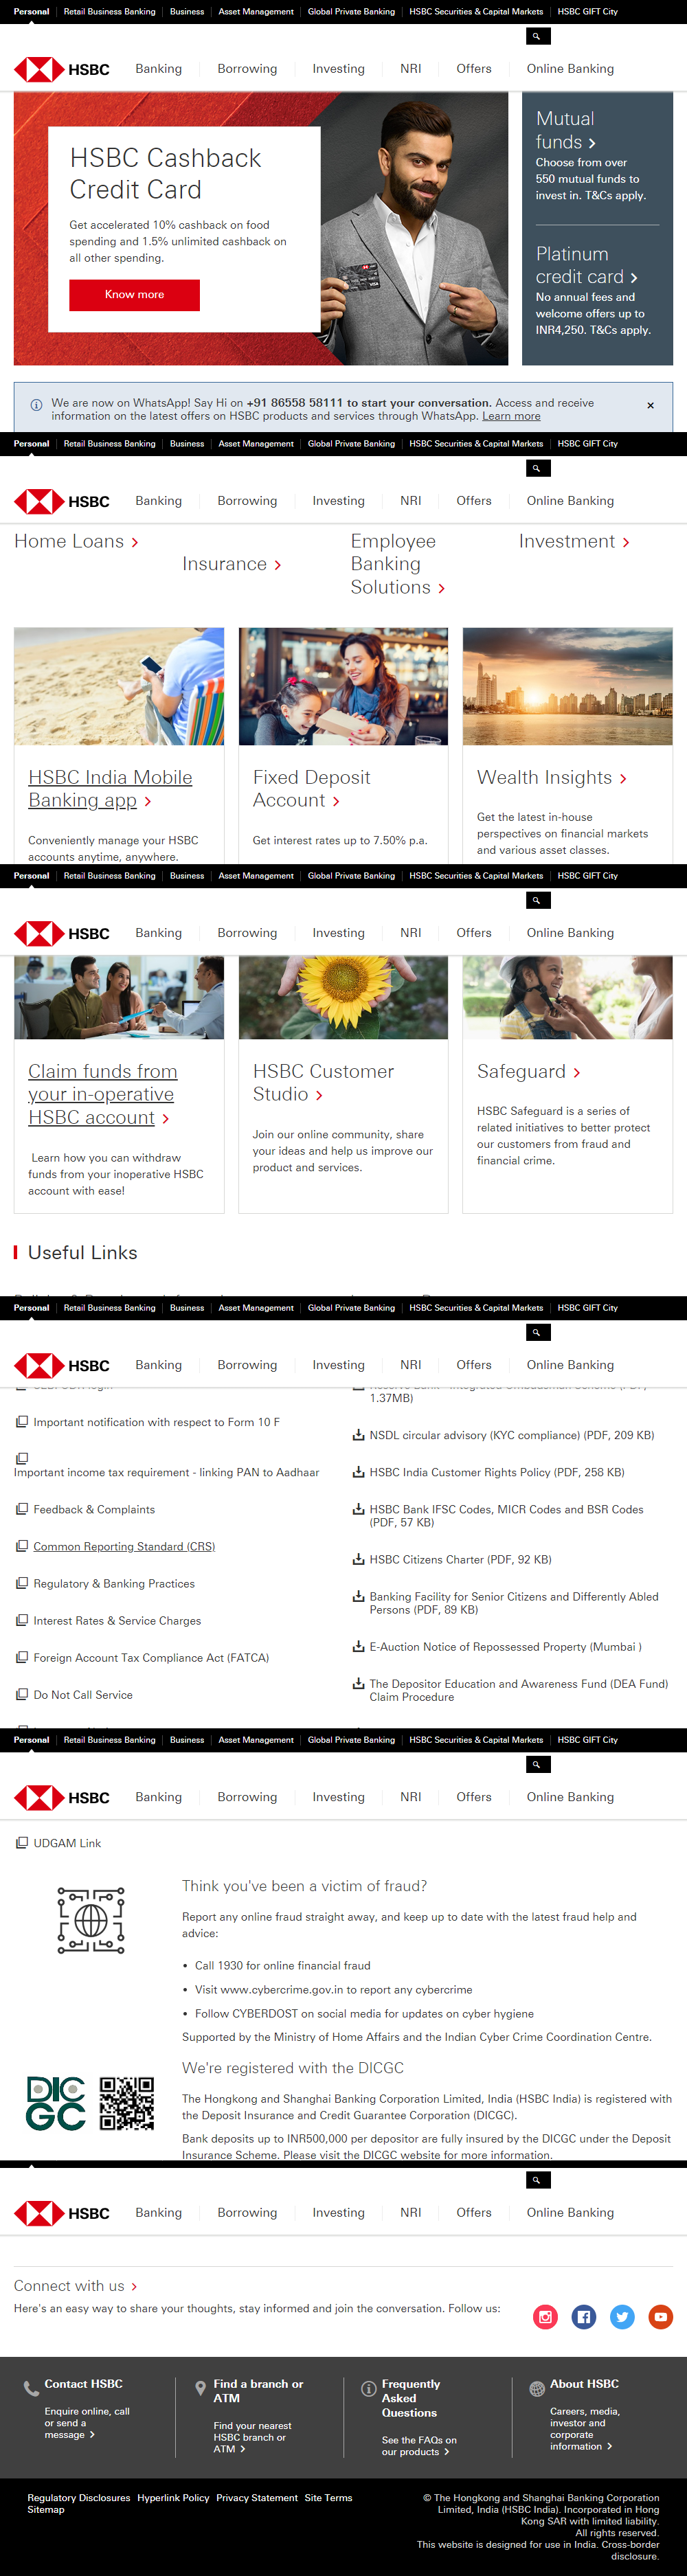 Personal Retail Business Banking Business Asset Management Global Private Banking HSBC Securities & Capital Markets HSBC GIFT City
HSBC Banking Borrowing Investing NRI Offers Online Banking
HSBC Cashback
Credit Card
Get accelerated 10% cashback on food
spending and 1.5% unlimited cashback on
all other spending.
Know more
Mutual
funds
Choose from over
550 mutual funds to
invest in. T&Cs apply.
Platinum
credit card
No annual fees and
welcome offers up to
INR4,250. T&Cs apply.
We are now on WhatsApp! Say Hi on +91 86558 58111 to start your conversation. Access and receive
information on the latest offers on HSBC products and services through WhatsApp. Learn more
Personal Retail Business Banking Business Asset Management Global Private Banking HSBC Securities & Capital Markets HSBC GIFT City
HSBC Banking Borrowing Investing NRI Offers Online Banking
Home Loans
Insurance
Employee
Banking
Solutions
Investment
HSBC India Mobile
Banking app
Conveniently manage your HSBC
accounts anytime, anywhere.
Fixed Deposit
Account
Get interest rates up to 7.50% p.a.
Wealth Insights
Get the latest in-house
perspectives on financial markets
and various asset classes.
Personal Retail Business Banking Business Asset Management Global Private Banking HSBC Securities & Capital Markets HSBC GIFT City
HSBC Banking Borrowing Investing NRI Offers Online Banking
Claim funds from
your in-operative
HSBC account
Learn how you can withdraw
funds from your inoperative HSBC
account with ease!
HSBC Customer
Studio
Join our online community, share
your ideas and help us improve our
product and services.
Safeguard
HSBC Safeguard is a series of
related initiatives to better protect
our customers from fraud and
financial crime.
Useful Links
Personal Retail Business Banking Business Asset Management Global Private Banking HSBC Securities & Capital Markets HSBC GIFT City
HSBC Banking Borrowing Investing NRI Offers Online Banking
Important notification with respect to Form 10 F
Important income tax requirement - linking PAN to Aadhaar
Feedback & Complaints
Common Reporting Standard (CRS)
Regulatory & Banking Practices
Interest Rates & Service Charges
Foreign Account Tax Compliance Act (FATCA)
Do Not Call Service
1.37MB)
NSDL circular advisory (KYC compliance) (PDF, 209 KB)
HSBC India Customer Rights Policy (PDF, 258 KB)
HSBC Bank IFSC Codes, MICR Codes and BSR Codes
(PDF, 57 KB)
HSBC Citizens Charter (PDF, 92 KB)
Banking Facility for Senior Citizens and Differently Abled
Persons (PDF, 89 KB)
E-Auction Notice of Repossessed Property (Mumbai )
The Depositor Education and Awareness Fund (DEA Fund)
Claim Procedure
Personal Retail Business Banking Business Asset Management Global Private Banking HSBC Securities & Capital Markets HSBC GIFT City
HSBC Banking Borrowing Investing NRI Offers Online Banking
UDGAM Link
Think you've been a victim of fraud?
Report any online fraud straight away, and keep up to date with the latest fraud help and
advice:
• Call 1930 for online financial fraud
• Visit www.cybercrime.gov.in to report any cybercrime
• Follow CYBERDOST on social media for updates on cyber hygiene
Supported by the Ministry of Home Affairs and the Indian Cyber Crime Coordination Centre.
DICGC
We're registered with the DICGC
The Hongkong and Shanghai Banking Corporation Limited, India (HSBC India) is registered with
the Deposit Insurance and Credit Guarantee Corporation (DICGC).
Bank deposits up to INR500,000 per depositor are fully insured by the DICGC under the Deposit
Insurance Scheme. Please visit the DICGC website for more information.
HSBC Banking Borrowing Investing NRI Offers Online Banking
Connect with us
Here's an easy way to share your thoughts, stay informed and join the conversation. Follow us:
Contact HSBC
Enquire online, call
or send a
message
Find a branch or
ATM
Find your nearest
HSBC branch or
ATM
Frequently
Asked
Questions
See the FAQs on
our products
About HSBC
Careers, media,
investor and
corporate
information
Regulatory Disclosures Hyperlink Policy Privacy Statement Site Terms
Sitemap
© The Hongkong and Shanghai Banking Corporation
Limited, India (HSBC India). Incorporated in Hong
Kong SAR with limited liability.
All rights reserved.
This website is designed for use in India. Cross-border
disclosure.